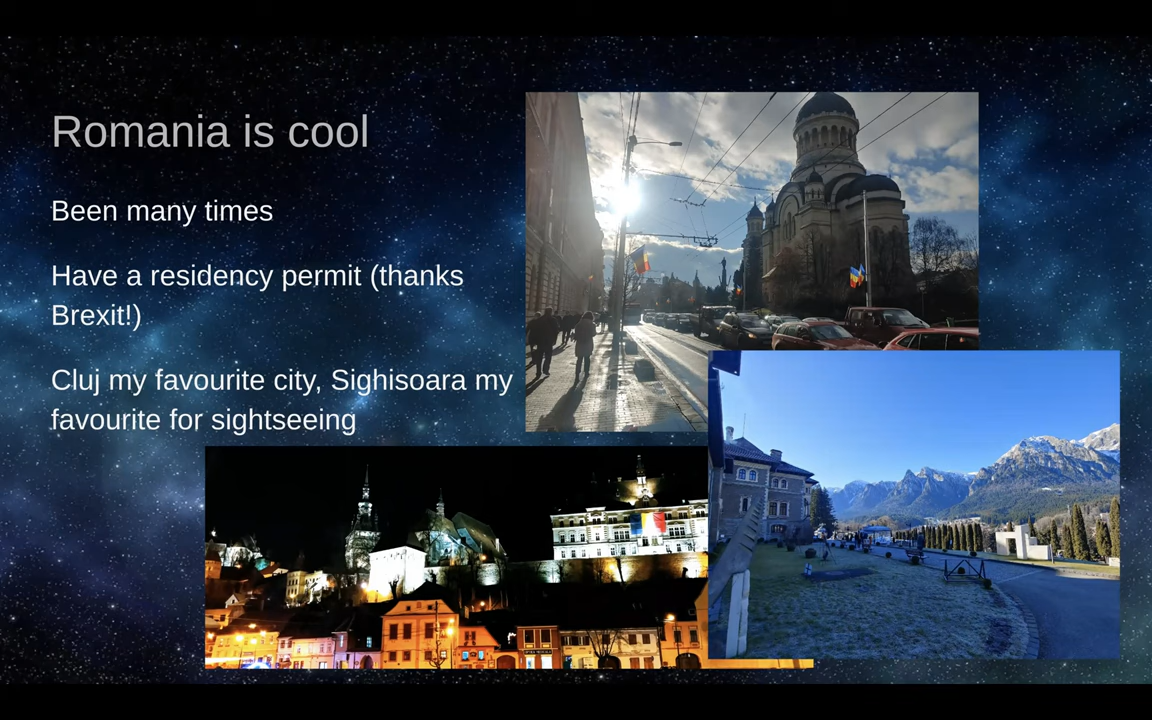 Romania is cool
Been many times
Have a residency permit (thanks
Brexit!)
Cluj my favourite city, Sighisoara my
favourite for sightseeing